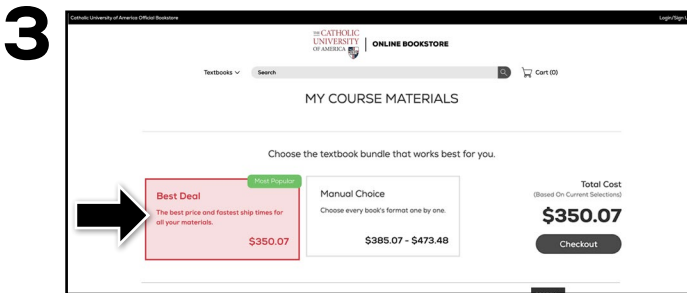 3
Catholic University of America Official Bookstore
Login/Sign U
THE CATHOLIC
UNIVERSITY
OF AMERICA
ONLINE BOOKSTORE
Textbooks
Search
Cart (0)
MY COURSE MATERIALS
Choose the textbook bundle that works best for you.
Most Popular
Best Deal
The best price and fastest ship times for
all your materials.
$350.07
Manual Choice
Choose every book's format one by one.
$385.07 - $473.48
Total Cost
(Based On Current Selections)
$350.07
Checkout